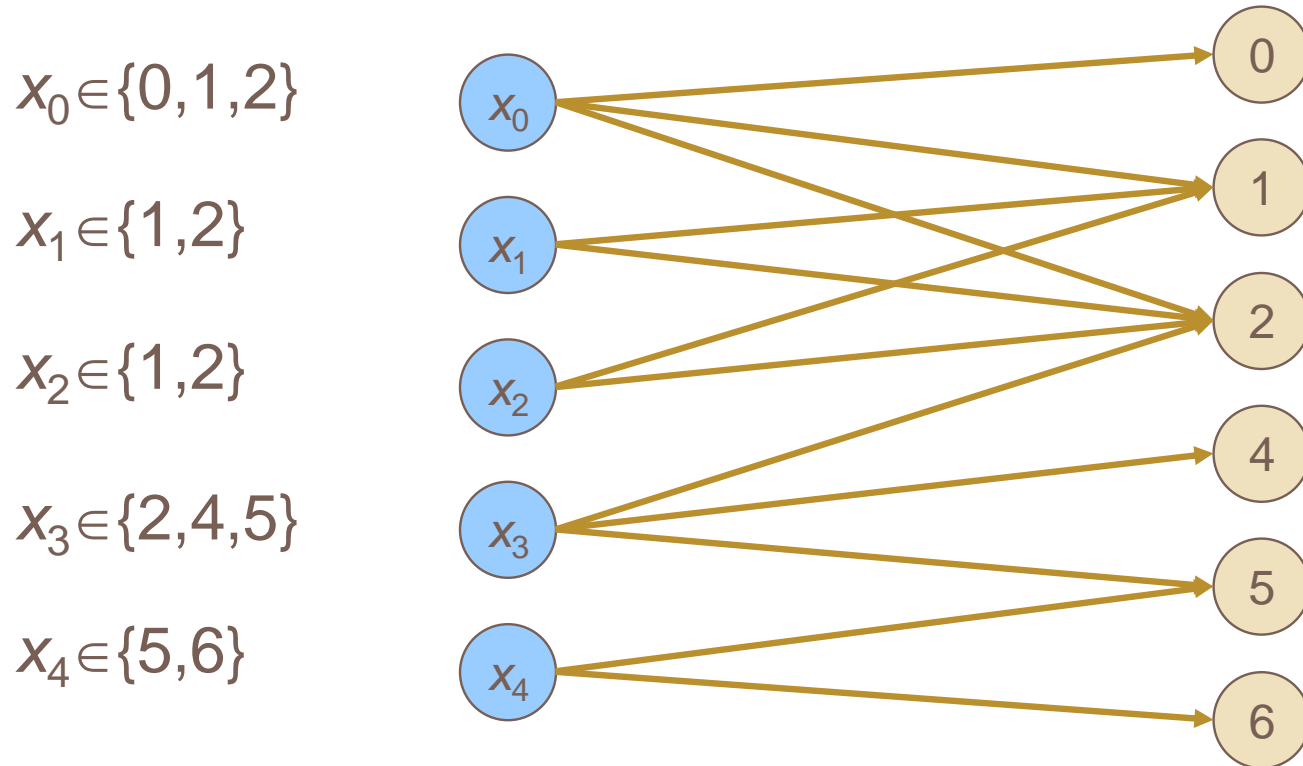 x₀∈{0,1,2}
x₁∈{1,2}
x₂∈{1,2}
x₃∈{2,4,5}
x₄∈{5,6}
x₀
x₁
x₂
x₃
x₄
0
1
2
4
5
6